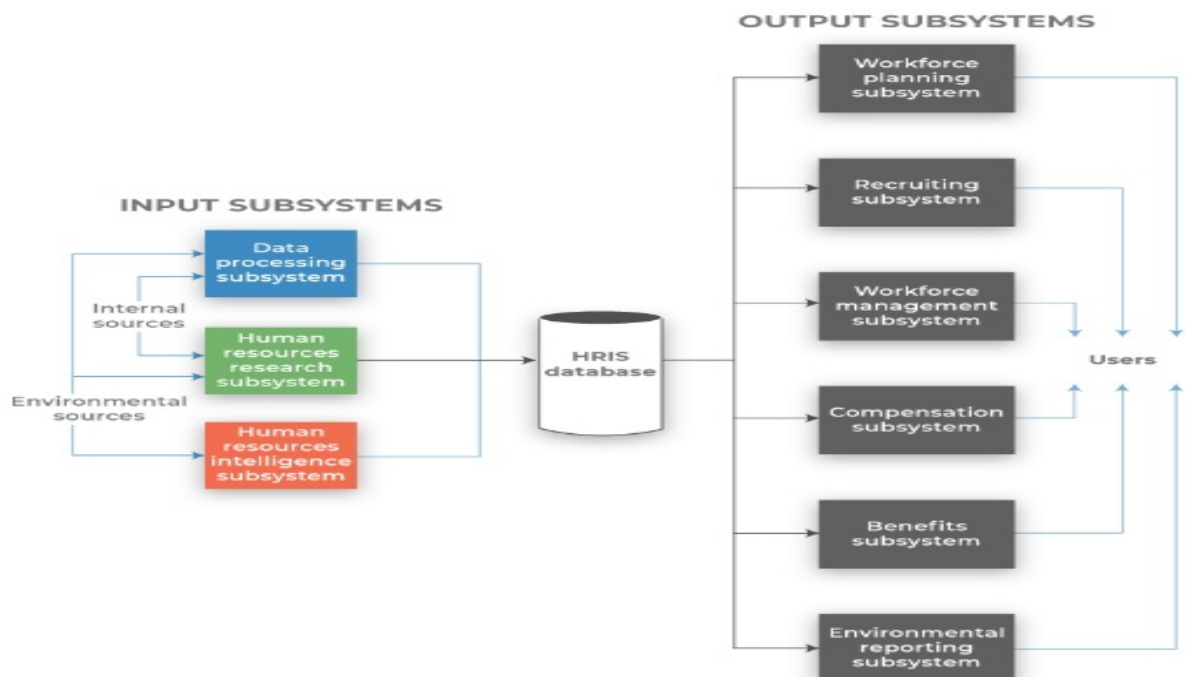 OUTPUT SUBSYSTEMS
Workforce
planning
subsystem
Recruiting
subsystem
INPUT SUBSYSTEMS
Data
processing
subsystem
Internal
sources
Human
resources
research
subsystem
Environmental
sources
Human
resources
intelligence
subsystem
HRIS
database
Workforce
management
subsystem
Users
Compensation
subsystem
Benefits
subsystem
Environmental
reporting
subsystem